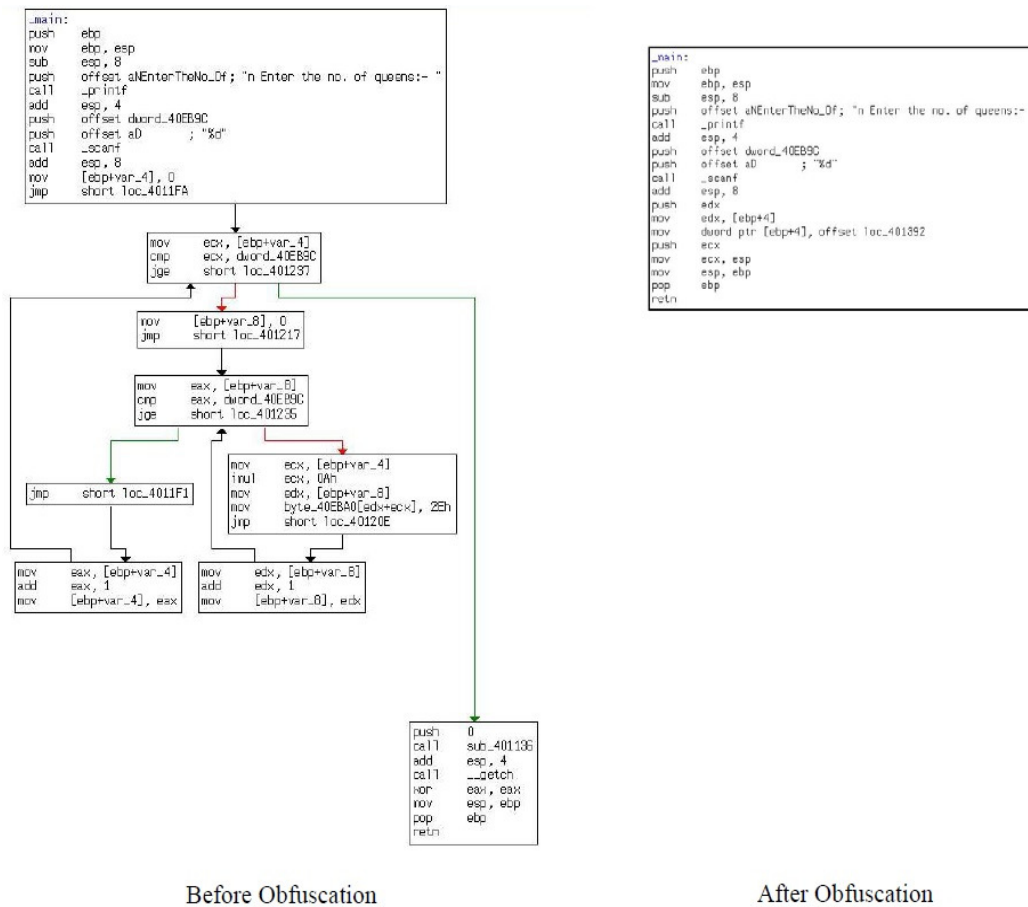 _main:
push ebp
mov ebp, esp
sub esp, 8
push offset aNEnterTheNo_Of; "n Enter the no. of queens:- "
call _printf
add esp, 4
push offset dword_40EB9C
push offset aD ; "%d"
call _scanf
add esp, 8
mov [ebp+var_4], 0
jmp short loc_4011FA
mov ecx, [ebp+var_4]
cmp ecx, dword_40EB9C
jge short loc_401237
mov [ebp+var_8], 0
jmp short loc_401217
mov eax, [ebp+var_8]
cmp eax, dword_40EB9C
jge short loc_401235
jmp short loc_4011F1
mov ecx, [ebp+var_4]
imul ecx, 0Ah
mov edx, [ebp+var_8]
mov byte_40EBA0[edx+ecx], 2Eh
jmp short loc_40120E
mov eax, [ebp+var_4]
add eax, 1
mov [ebp+var_4], eax
mov edx, [ebp+var_8]
add edx, 1
mov [ebp+var_8], edx
push 0
call sub_401136
add esp, 4
call __getch
xor eax, eax
mov esp, ebp
pop ebp
retn
Before Obfuscation
_main:
push ebp
mov ebp, esp
sub esp, 8
push offset aNEnterTheNo_Of; "n Enter the no. of queens:-
call _printf
add esp, 4
push offset dword_40EB9C
push offset aD ; "%d"
call _scanf
add esp, 8
push edx
mov edx, [ebp+4]
mov dword ptr [ebp+4], offset loc_401392
push ecx
mov ecx, esp
mov esp, ebp
pop ebp
retn
After Obfuscation